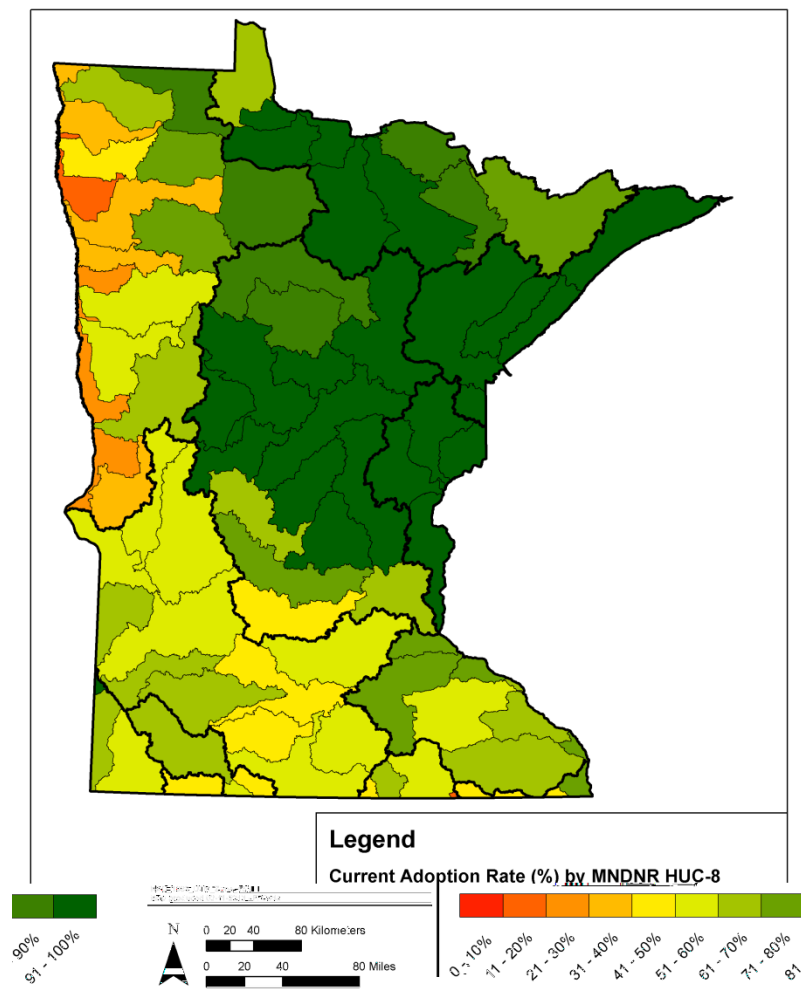 Legend
Current Adoption Rate (%) by MNDNR HUC-8
90%
91 - 100%
N
0 20 40 80 Kilometers
0 20 40 80 Miles
0 - 10%
11 - 20%
21 - 30%
31 - 40%
41 - 50%
51 - 60%
61 - 70%
71 - 80%
81